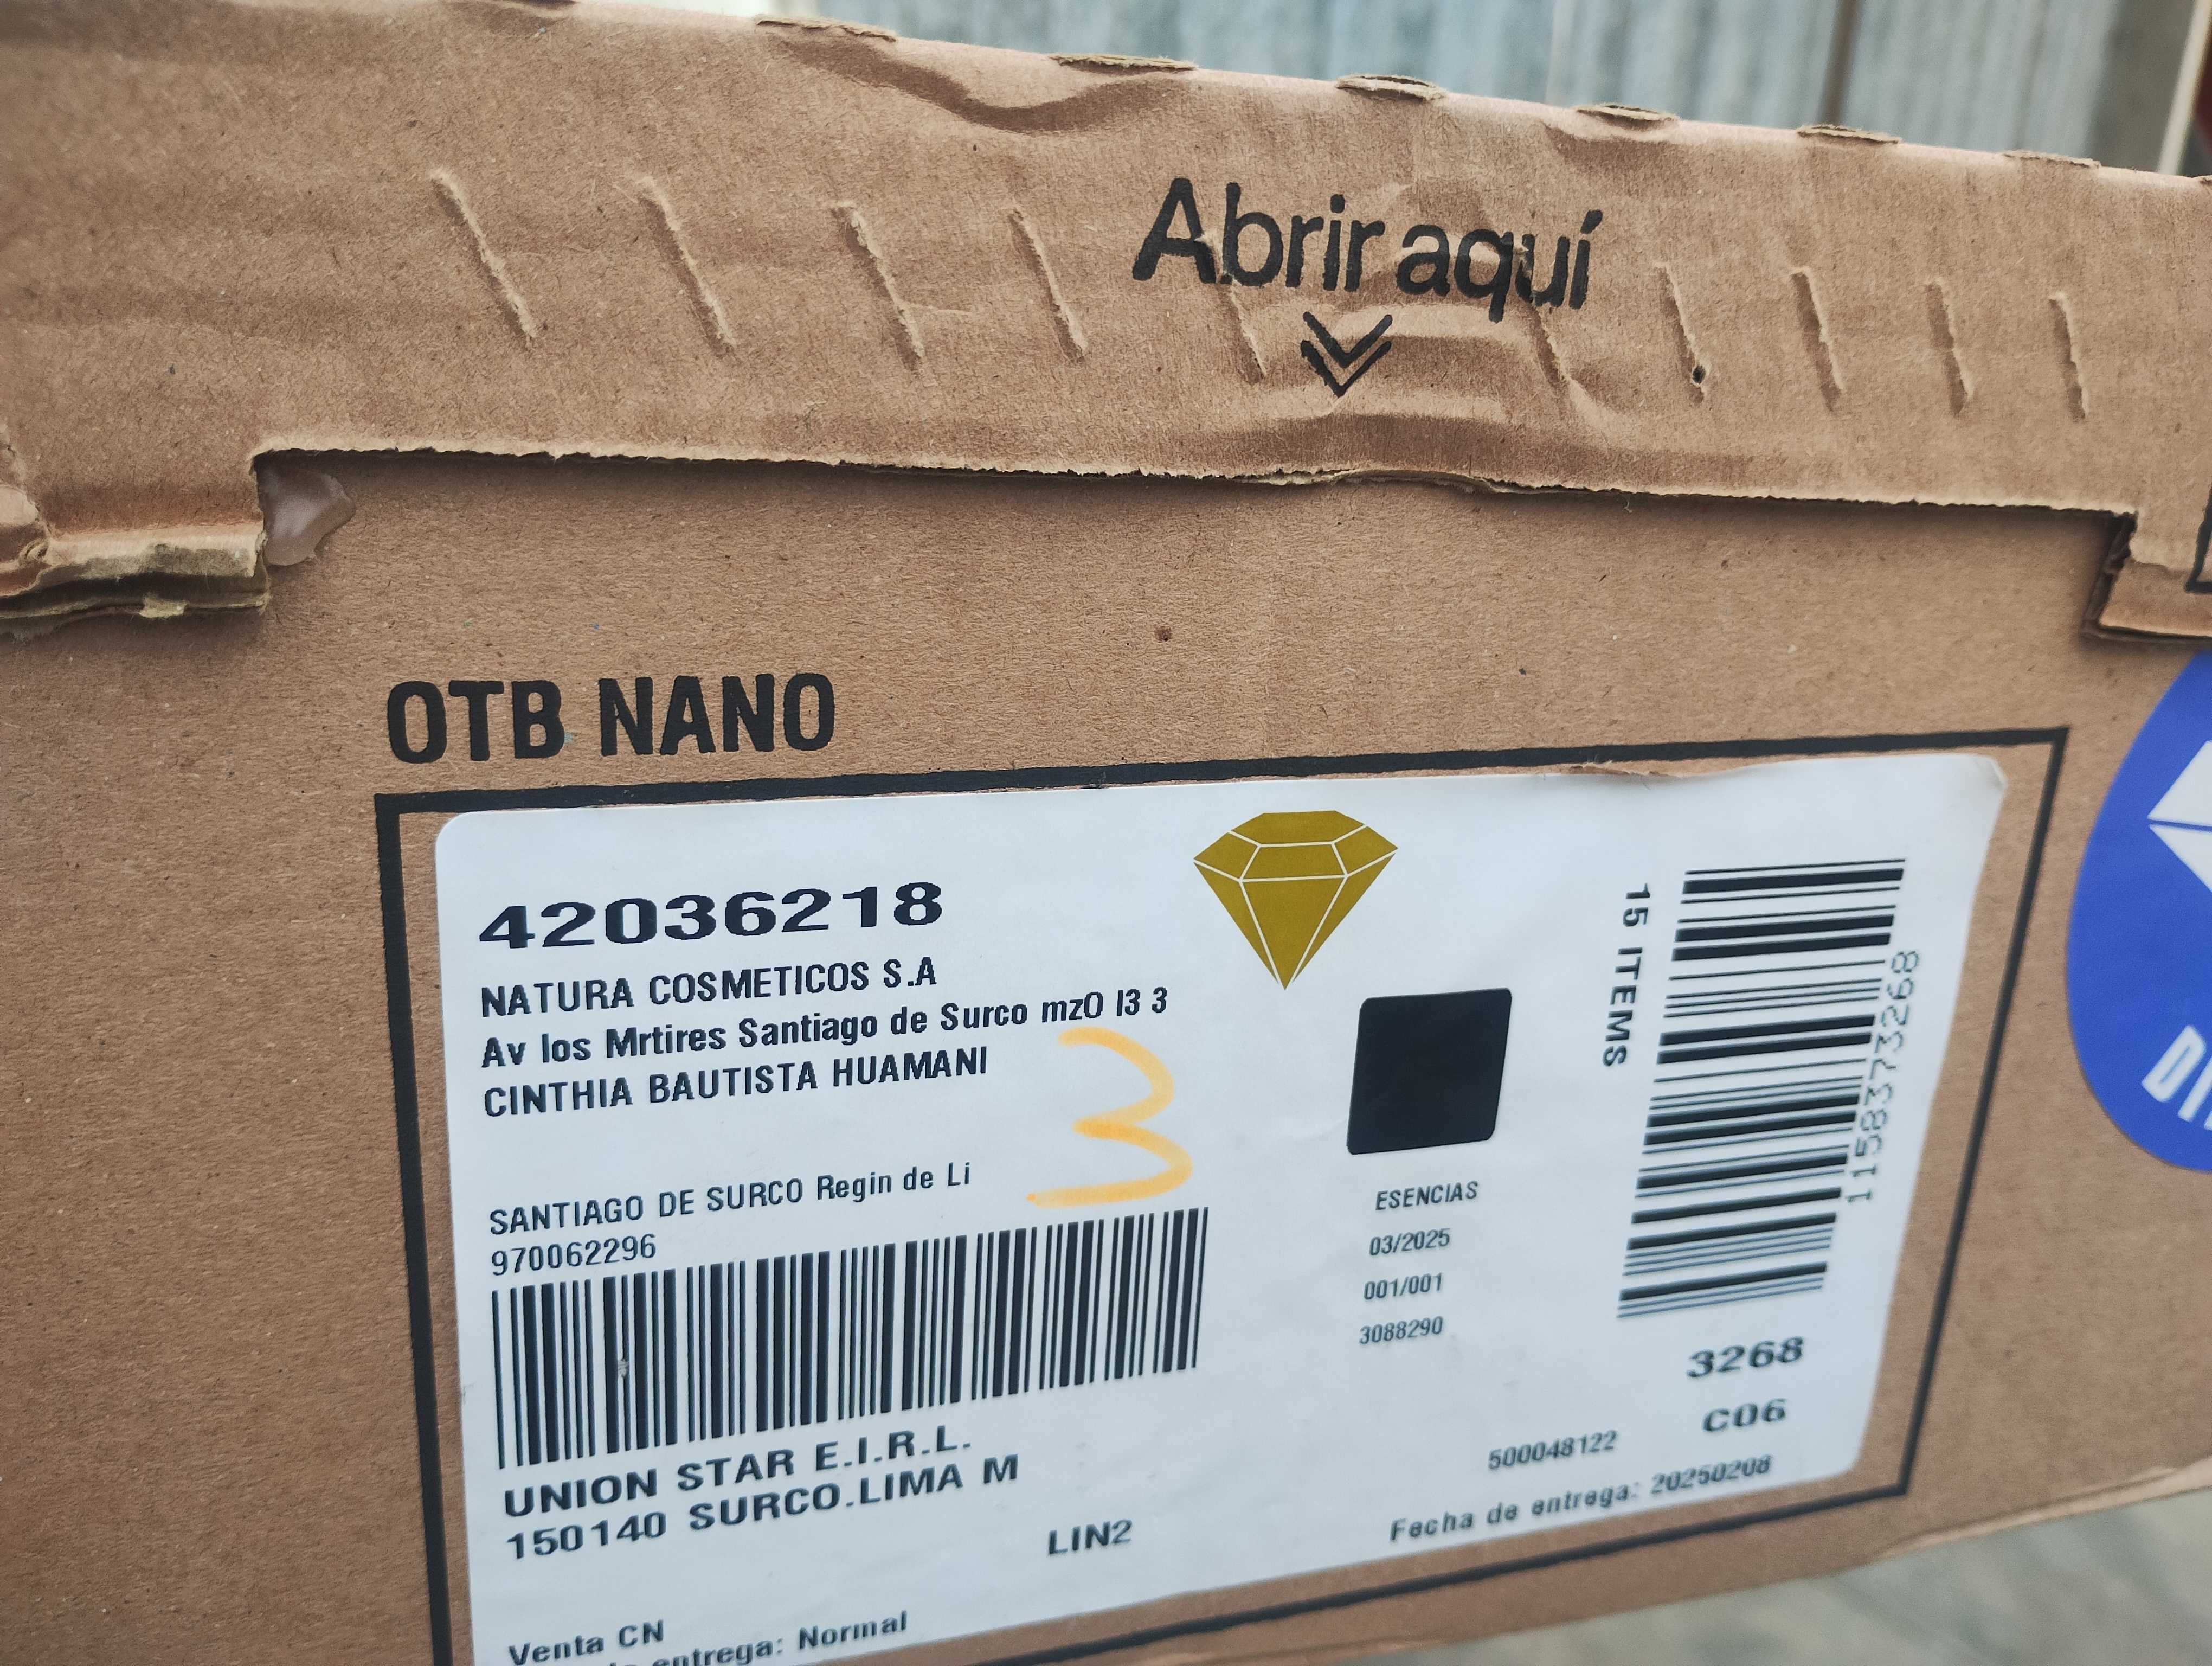 Abrir aquí
OTB NANO
42036218
NATURA COSMETICOS S.A
Av los Mrtires Santiago de Surco mzO l3 3
CINTHIA BAUTISTA HUAMANI
3
SANTIAGO DE SURCO Regin de Li
970062296
UNION STAR E.I.R.L.
150140 SURCO.LIMA M
LIN2
Venta CN
entrega: Normal
ESENCIAS
03/2025
001/001
3088290
15 ITEMS
1158373268
3268
C06
500048122
Fecha de entrega: 20250208